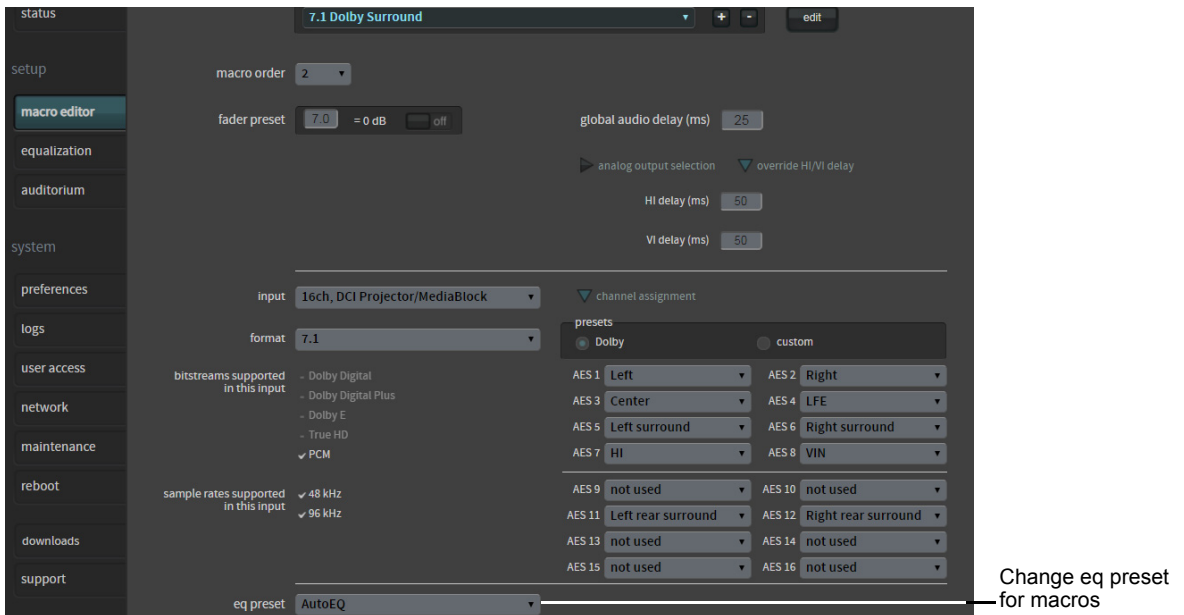 status
7.1 Dolby Surround
+ -
edit
setup
macro order 2
macro editor
fader preset 7.0 = 0 dB off
global audio delay (ms) 25
equalization
analog output selection override HI/VI delay
auditorium
HI delay (ms) 50
system
VI delay (ms) 50
preferences
input 16ch, DCI Projector/MediaBlock
channel assignment
logs
presets
format 7.1
Dolby custom
user access
bitstreams supported
in this input
- Dolby Digital
- Dolby Digital Plus
- Dolby E
- True HD
PCM
AES 1 Left AES 2 Right
AES 3 Center AES 4 LFE
AES 5 Left surround AES 6 Right surround
AES 7 HI AES 8 VIN
network
maintenance
reboot
sample rates supported
in this input
48 kHz
96 kHz
AES 9 not used AES 10 not used
AES 11 Left rear surround AES 12 Right rear surround
AES 13 not used AES 14 not used
AES 15 not used AES 16 not used
downloads
support
eq preset AutoEQ
Change eq preset
for macros